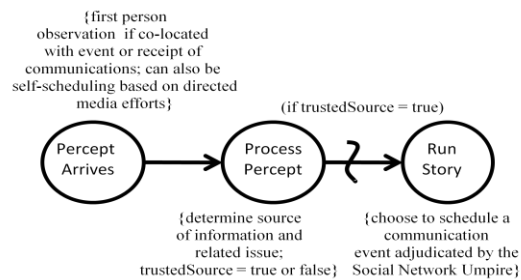 {first person
observation if co-located
with event or receipt of
communications; can also be
self-scheduling based on directed
media efforts}
(if trustedSource = true)
Percept
Arrives
Process
Percept
Run
Story
{determine source
of information and
related issue;
trustedSource = true or false}
{choose to schedule a
communication
event adjudicated by the
Social Network Umpire}